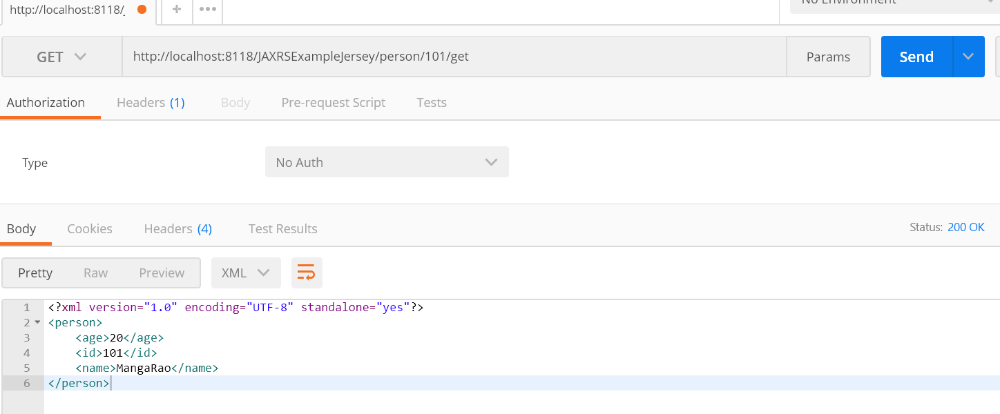 http://localhost:8118/
No Environment
GET
http://localhost:8118/JAXRSExampleJersey/person/101/get
Params
Send
Authorization
Headers (1)
Body
Pre-request Script
Tests
Type
No Auth
Body
Cookies
Headers (4)
Test Results
Status: 200 OK
Pretty
Raw
Preview
XML
1 <?xml version="1.0" encoding="UTF-8" standalone="yes"?>
2 <person>
3 <age>20</age>
4 <id>101</id>
5 <name>MangaRao</name>
6 </person>